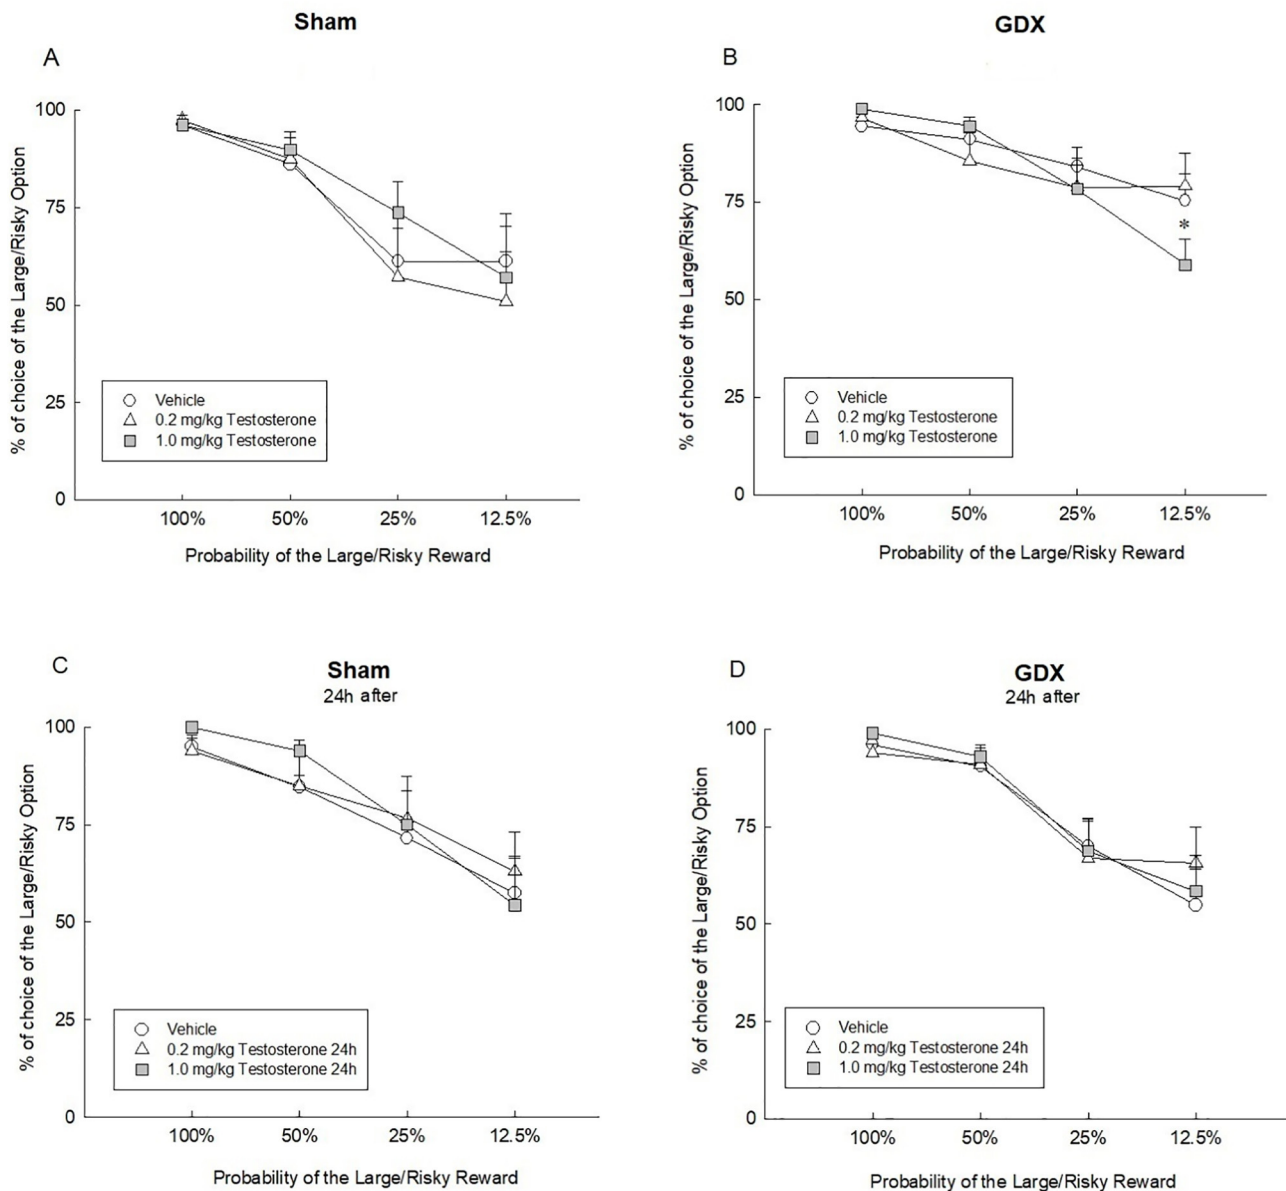 Sham
A
% of choice of the Large/Risky Option
100
75
50
25
0
Vehicle
0.2 mg/kg Testosterone
1.0 mg/kg Testosterone
100% 50% 25% 12.5%
Probability of the Large/Risky Reward
GDX
B
% of choice of the Large/Risky Option
100
75
50
25
0
*
Vehicle
0.2 mg/kg Testosterone
1.0 mg/kg Testosterone
100% 50% 25% 12.5%
Probability of the Large/Risky Reward
C
Sham
24h after
% of choice of the Large/Risky Option
100
75
50
25
0
Vehicle
0.2 mg/kg Testosterone 24h
1.0 mg/kg Testosterone 24h
100% 50% 25% 12.5%
Probability of the Large/Risky Reward
D
GDX
24h after
% of choice of the Large/Risky Option
100
75
50
25
0
Vehicle
0.2 mg/kg Testosterone 24h
1.0 mg/kg Testosterone 24h
100% 50% 25% 12.5%
Probability of the Large/Risky Reward